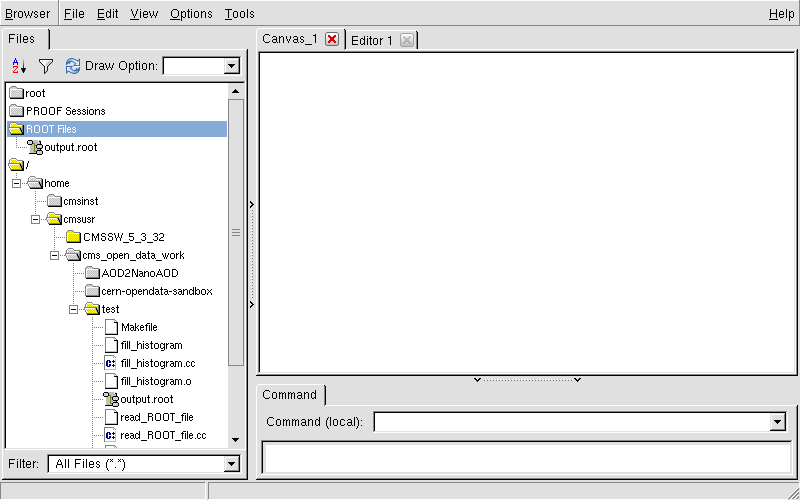 Browser File Edit View Options Tools Help
Files
Draw Option:
root
PROOF Sessions
ROOT Files
output.root
/
home
cmsinst
cmsusr
CMSSW_5_3_32
cms_open_data_work
AOD2NanoAOD
cern-opendata-sandbox
test
Makefile
fill_histogram
fill_histogram.cc
fill_histogram.o
output.root
read_ROOT_file
read_ROOT_file.cc
Filter: All Files (*.*)
Canvas_1 Editor 1
Command
Command (local):